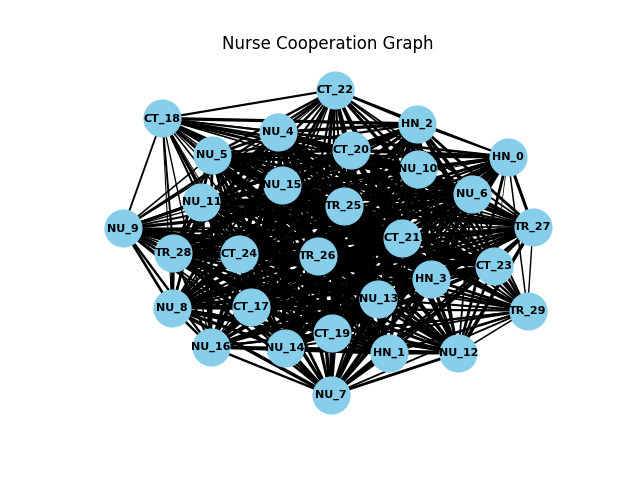 Nurse Cooperation Graph
CT_22
CT_18
HN_2
NU_4
CT_20
NU_5
HN_0
NU_10
NU_15
NU_6
NU_11
TR_25
NU_9
TR_27
CT_21
TR_28
CT_24
TR_26
CT_23
HN_3
NU_13
NU_8
CT_17
TR_29
CT_19
NU_16
NU_14
HN_1
NU_12
NU_7